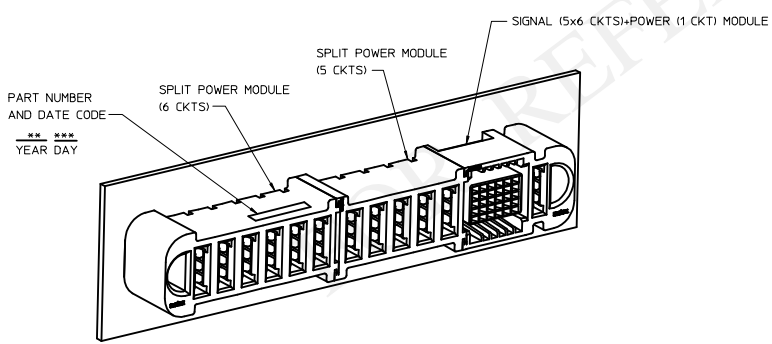 SIGNAL (5x6 CKTS)+POWER (1 CKT) MODULE
SPLIT POWER MODULE
(5 CKTS)
SPLIT POWER MODULE
(6 CKTS)
PART NUMBER
AND DATE CODE
** ***
YEAR DAY